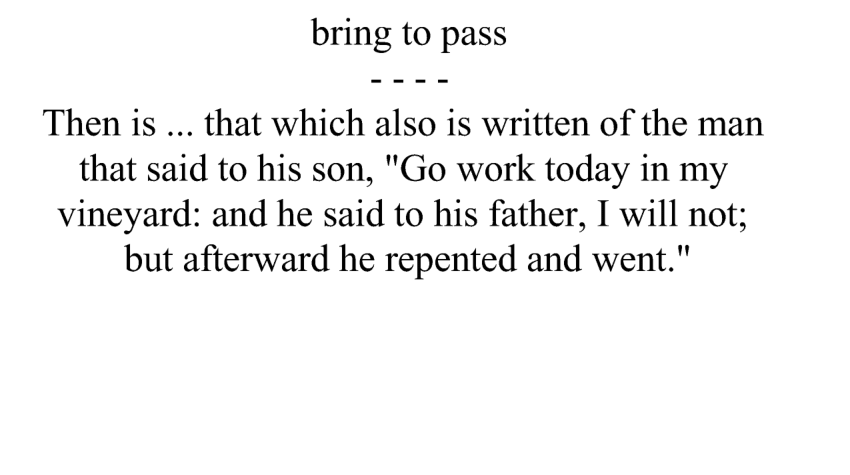 bring to pass
- - - -
Then is ... that which also is written of the man
that said to his son, "Go work today in my
vineyard: and he said to his father, I will not;
but afterward he repented and went."